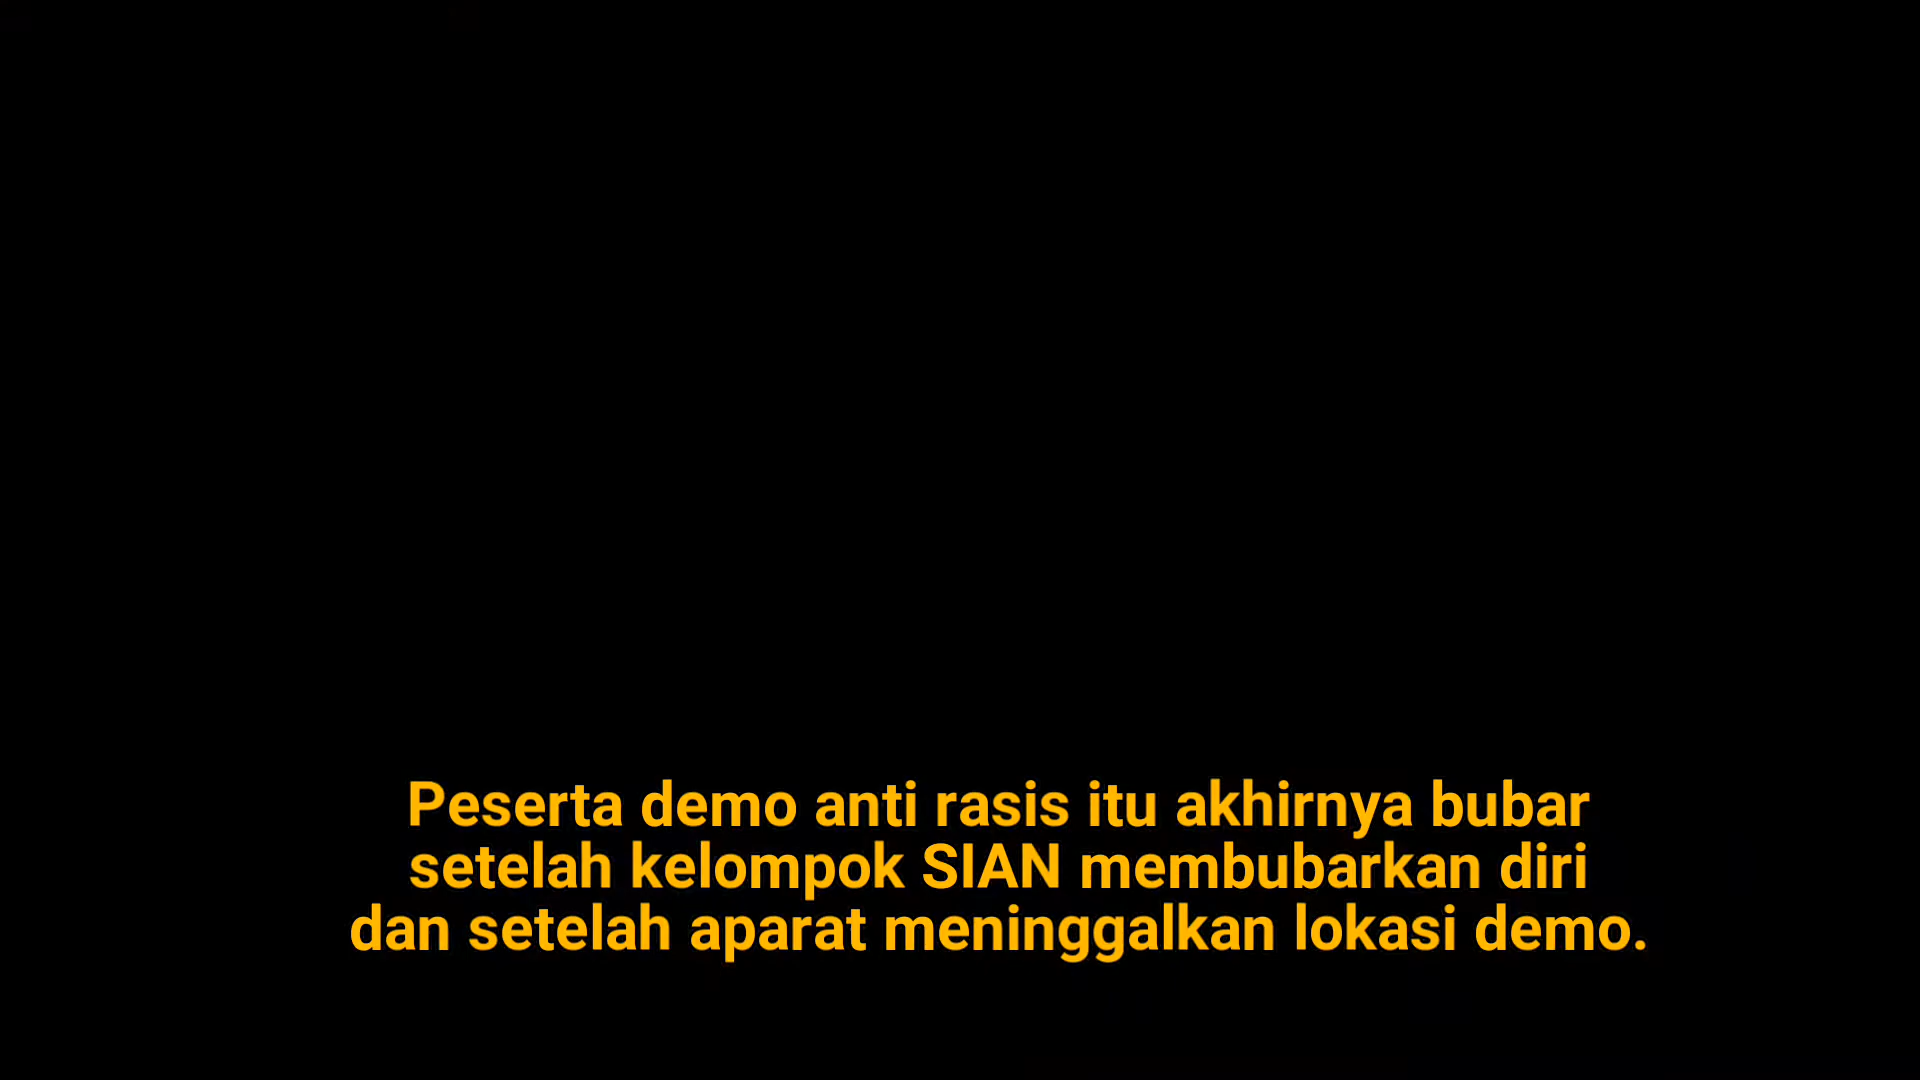 Peserta demo anti rasis itu akhirnya bubar
setelah kelompok SIAN membubarkan diri
dan setelah aparat meninggalkan lokasi demo.